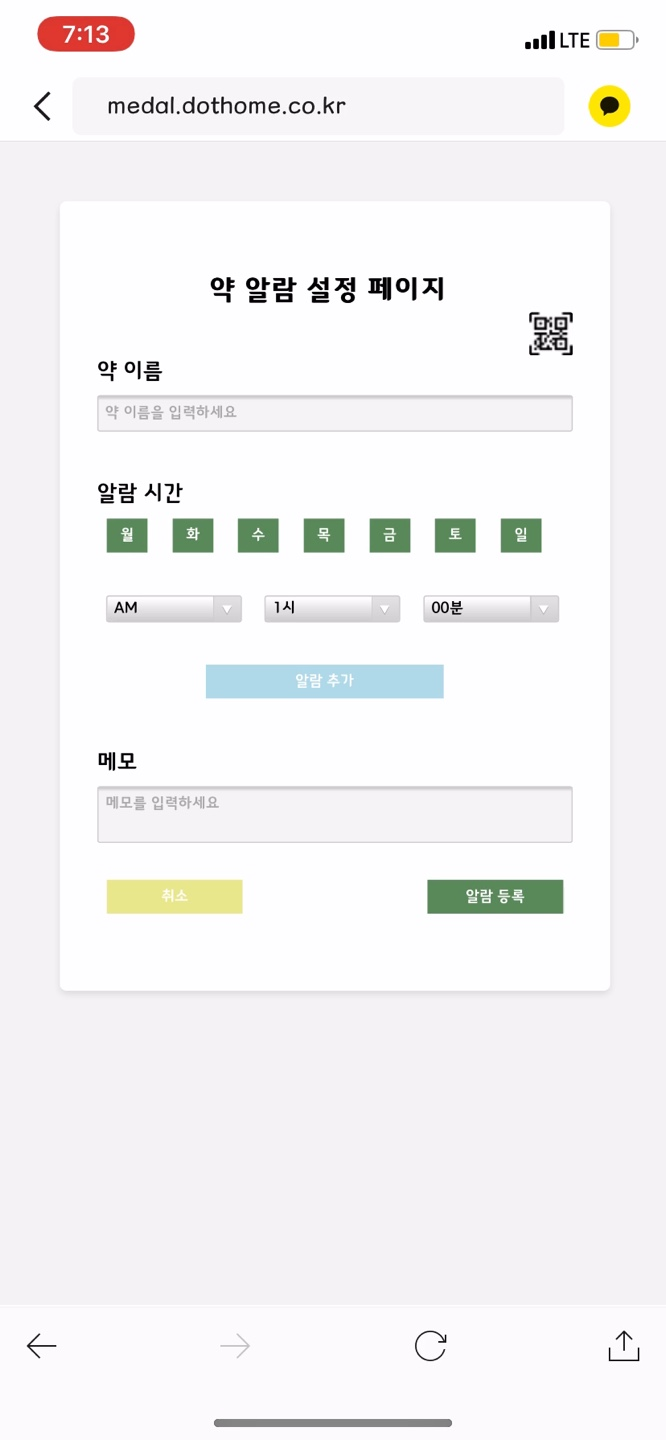 7:13
LTE
medal.dothome.co.kr
약 알람 설정 페이지
약 이름
약 이름을 입력하세요
알람 시간
월 화 수 목 금 토 일
AM 1시 00분
알람 추가
메모
메모를 입력하세요
취소 알람 등록